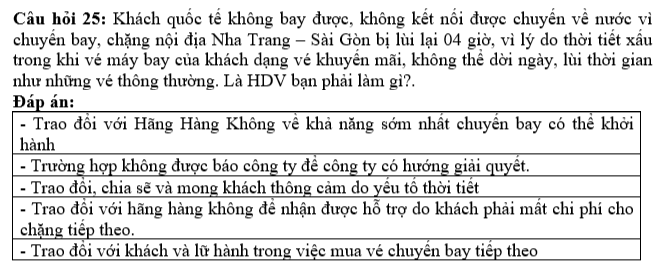 Câu hỏi 25: Khách quốc tế không bay được, không kết nối được chuyến về nước vì
chuyến bay, chặng nội địa Nha Trang – Sài Gòn bị lùi lại 04 giờ, vì lý do thời tiết xấu
trong khi vé máy bay của khách dạng vé khuyến mãi, không thể dời ngày, lùi thời gian
như những vé thông thường. Là HDV bạn phải làm gì?.
Đáp án:
- Trao đổi với Hãng Hàng Không về khả năng sớm nhất chuyến bay có thể khởi
hành
- Trường hợp không được báo công ty để công ty có hướng giải quyết.
- Trao đổi, chia sẽ và mong khách thông cảm do yếu tố thời tiết
- Trao đổi với hãng hàng không để nhận được hỗ trợ do khách phải mất chi phí cho
chặng tiếp theo.
- Trao đổi với khách và lữ hành trong việc mua vé chuyến bay tiếp theo